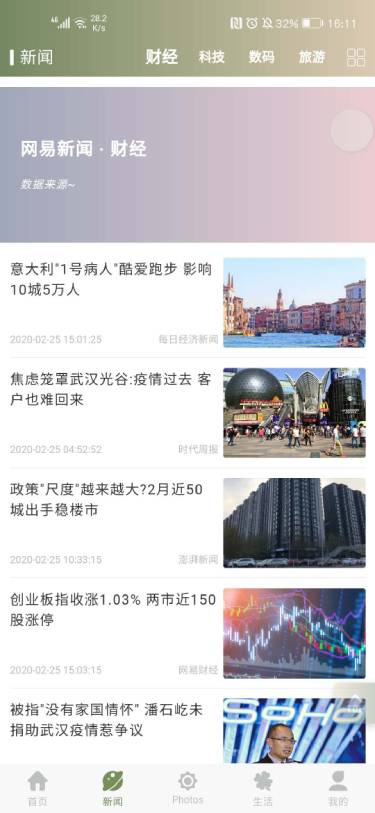 4G 28.2 K/s 32% 16:11
新闻 财经 科技 数码 旅游
网易新闻 · 财经
数据来源~
意大利"1号病人"酷爱跑步 影响
10城5万人
2020-02-25 15:01:25 每日经济新闻
焦虑笼罩武汉光谷:疫情过去 客
户也难回来
2020-02-25 04:52:52 时代周报
政策"尺度"越来越大?2月近50
城出手稳楼市
2020-02-25 10:33:15 澎湃新闻
创业板指收涨1.03% 两市近150
股涨停
2020-02-25 15:03:15 网易财经
被指"没有家国情怀" 潘石屹未
捐助武汉疫情惹争议
SOHO
首页 新闻 Photos 生活 我的